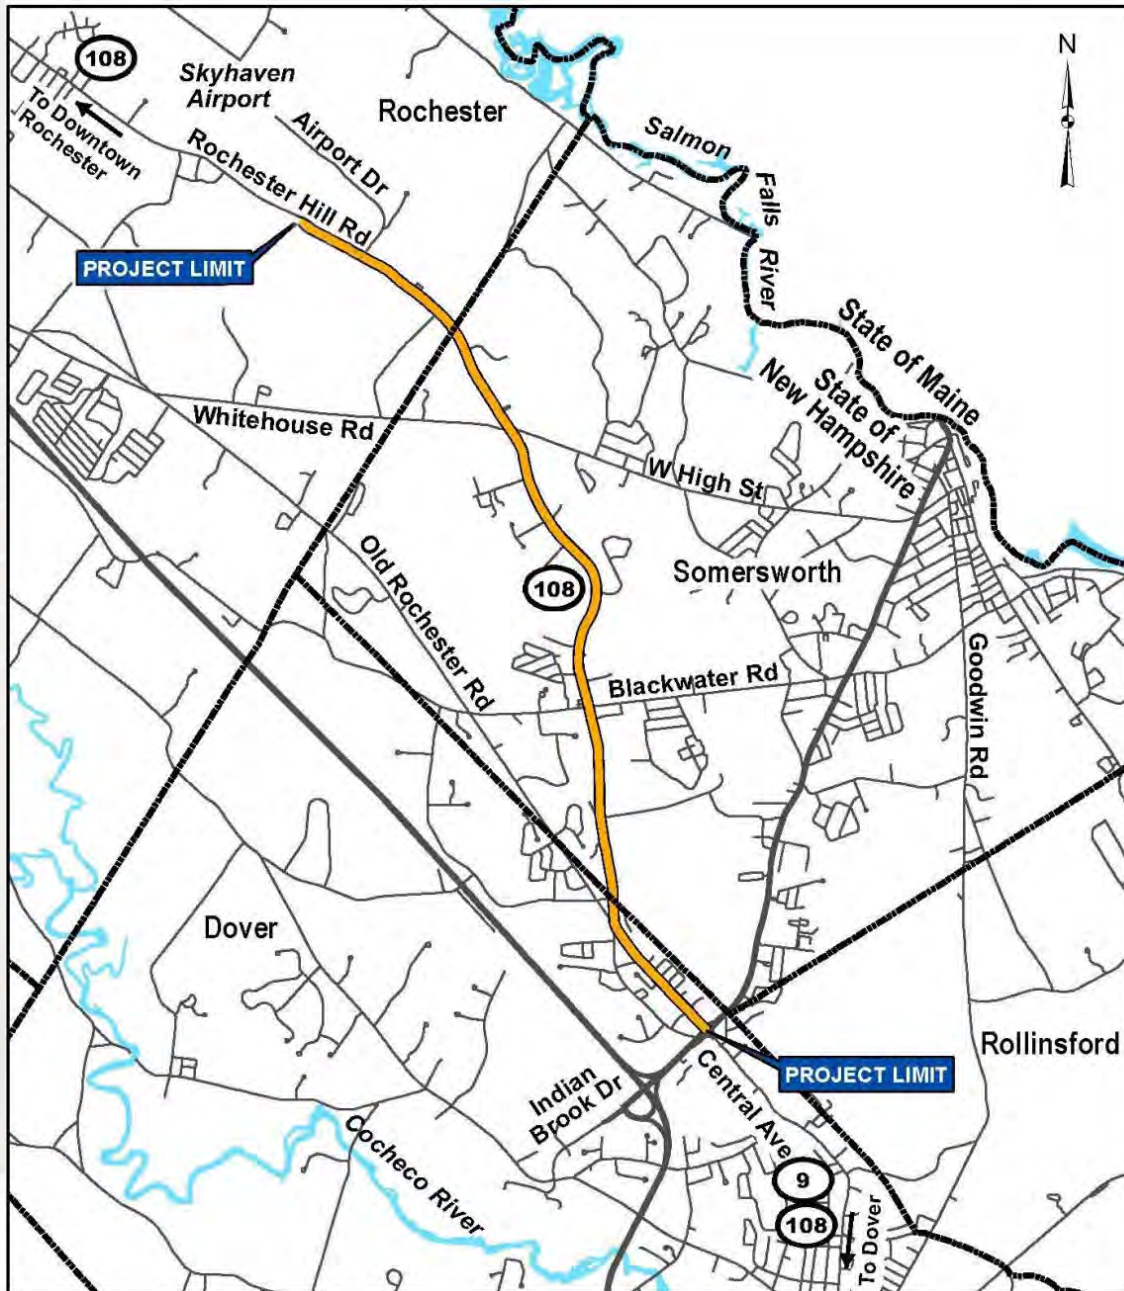 108
Skyhaven
Airport
To Downtown
Rochester
Rochester
Airport Dr
Rochester Hill Rd
N
Salmon
Falls
River
PROJECT LIMIT
State of Maine
State of
New Hampshire
Whitehouse Rd
W High St
Old Rochester Rd
108
Somersworth
Blackwater Rd
Goodwin Rd
Dover
Rollinsford
PROJECT LIMIT
Indian
Brook Dr
Central Ave
Cocheco River
9
108
To Dover